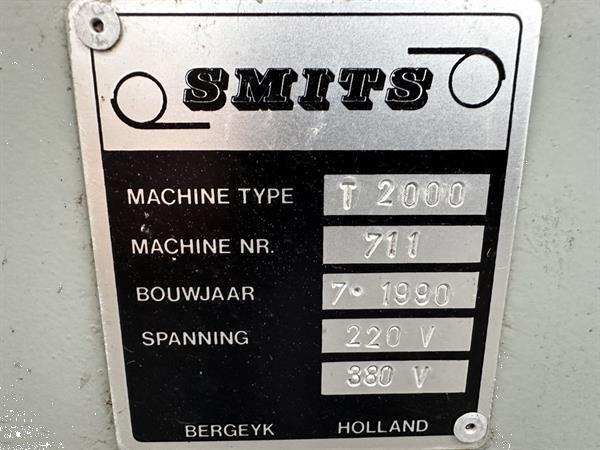 SMITS
MACHINE TYPE T 2000
MACHINE NR. 711
BOUWJAAR 7• 1990
SPANNING 220 V
380 V
BERGEYK HOLLAND